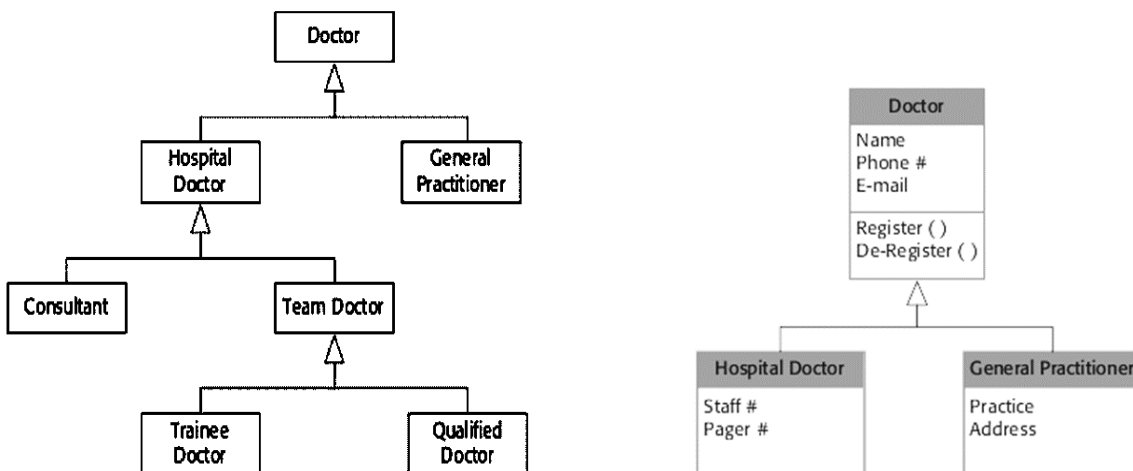 Doctor
Hospital
Doctor
General
Practitioner
Consultant
Team Doctor
Trainee
Doctor
Qualified
Doctor
Doctor
Name
Phone #
E-mail
Register ( )
De-Register ( )
Hospital Doctor
Staff #
Pager #
General Practitioner
Practice
Address